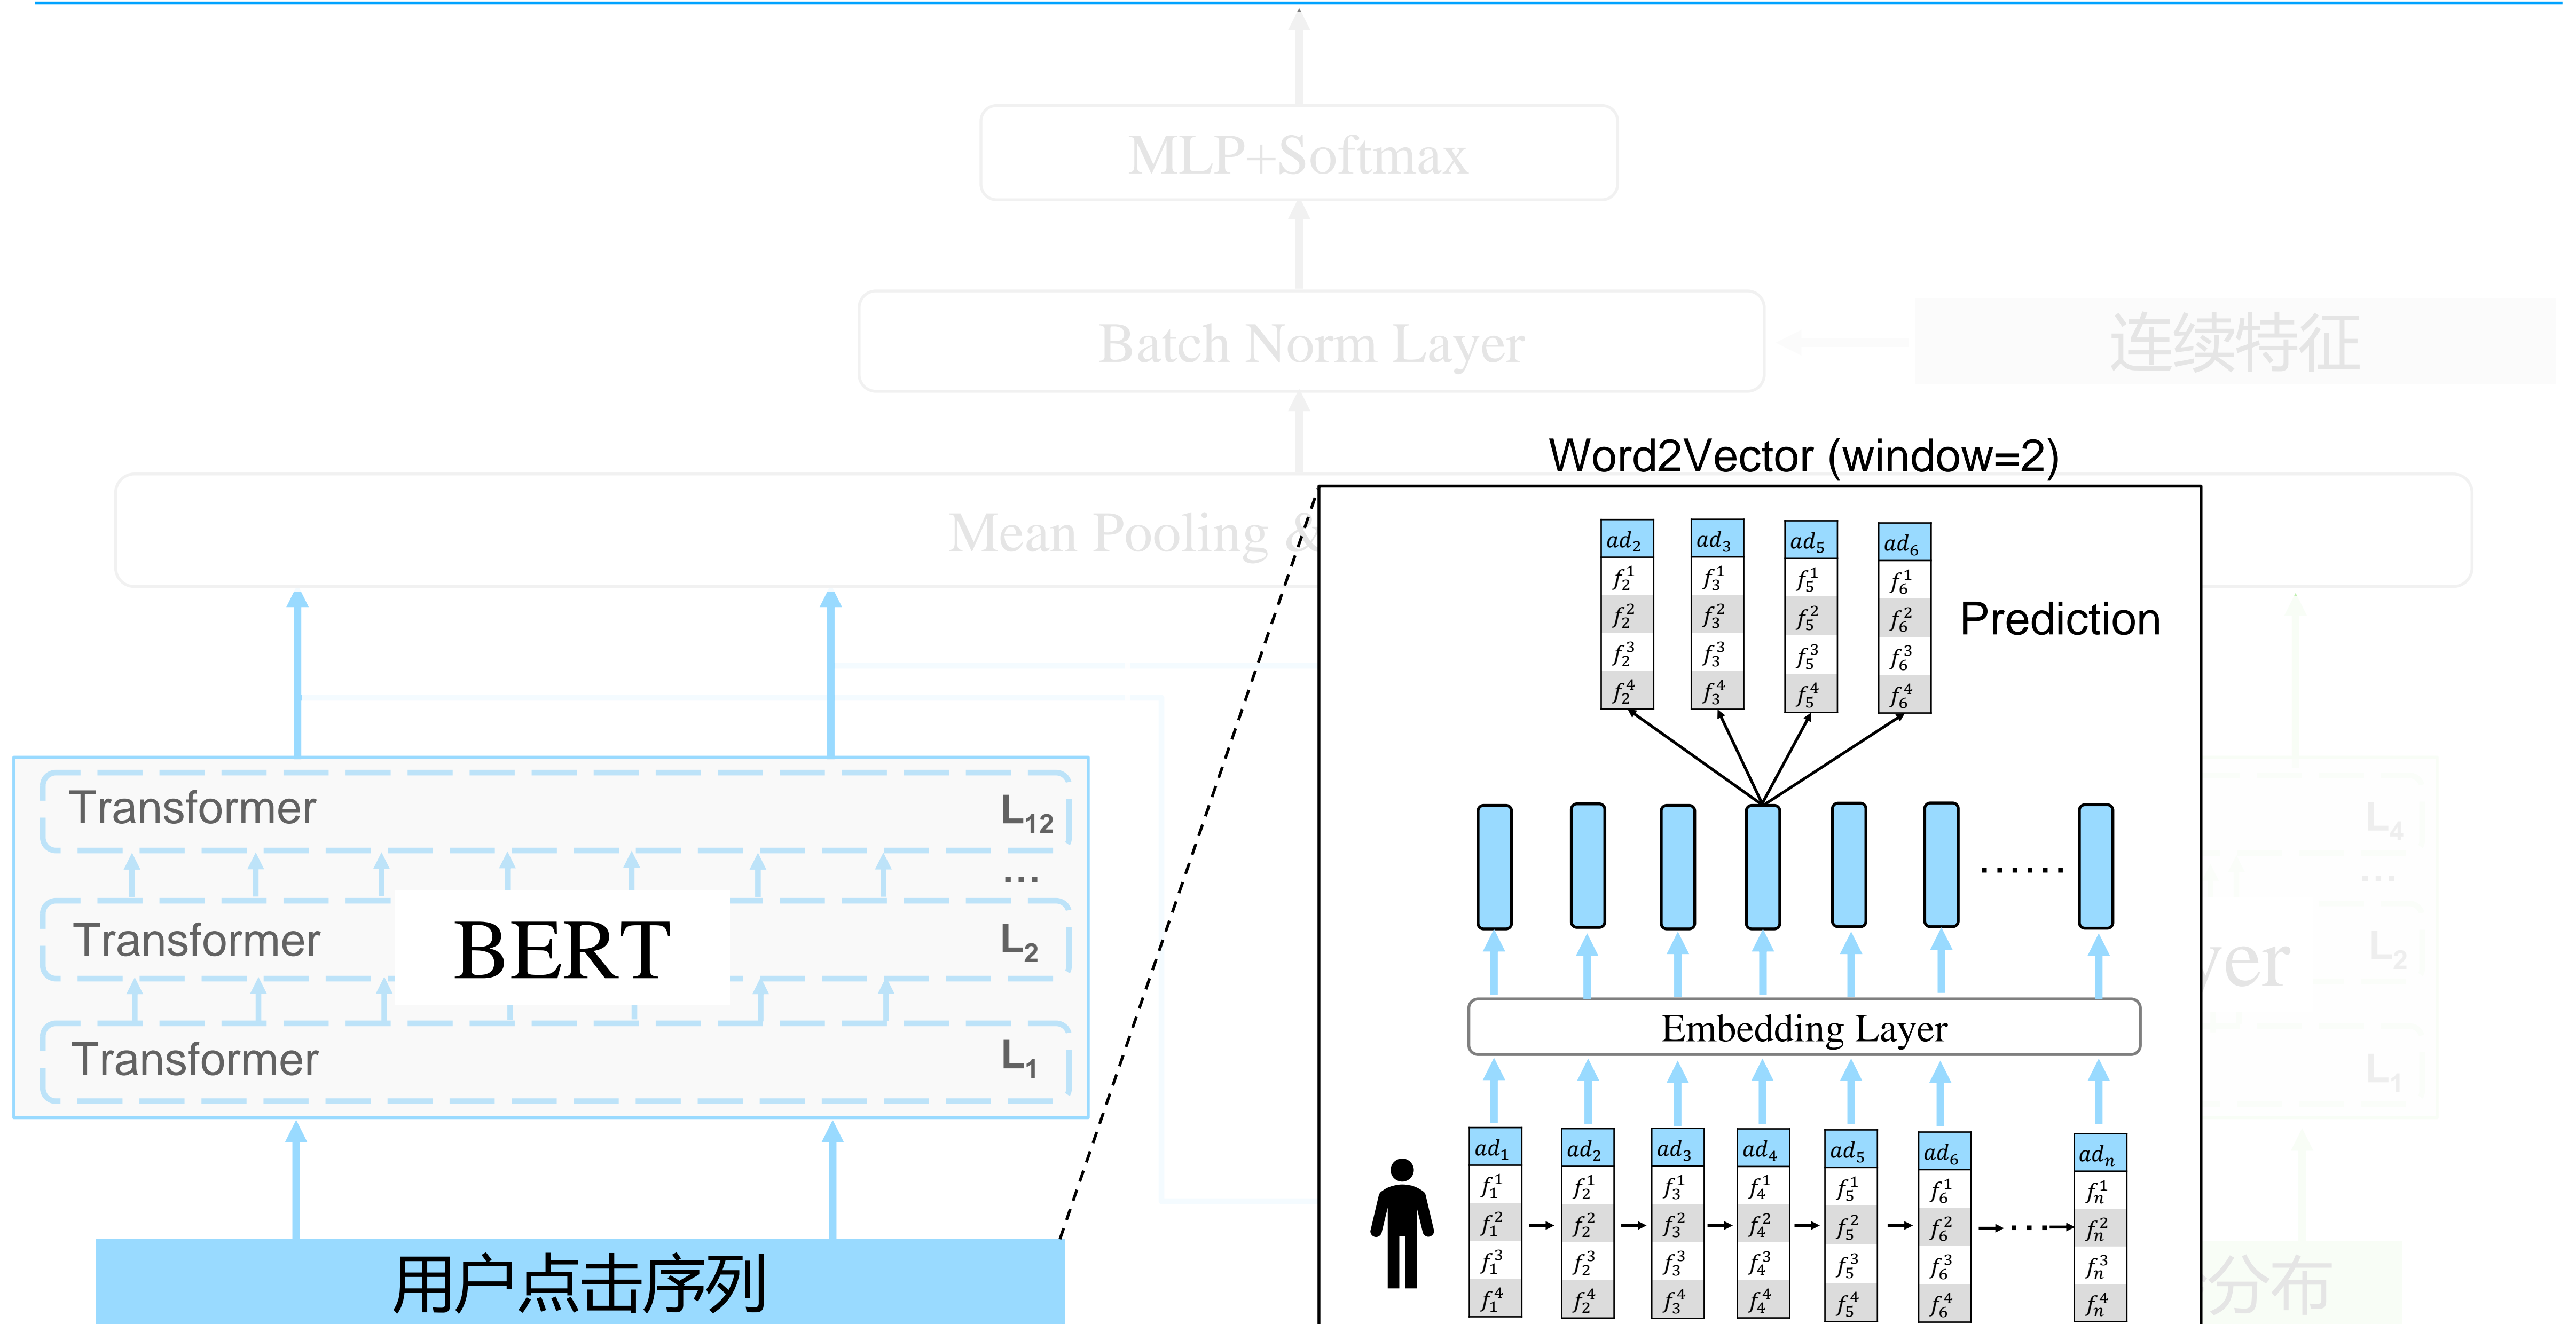 MLP+Softmax
Batch Norm Layer
连续特征
Word2Vector (window=2)
Mean Pooling &
ad₂ ad₃ ad₅ ad₆
f₂¹ f₃¹ f₅¹ f₆¹
f₂² f₃² f₅² f₆²
f₂³ f₃³ f₅³ f₆³
f₂⁴ f₃⁴ f₅⁴ f₆⁴
Prediction
Transformer L₁₂
...
Transformer L₂
BERT
Transformer L₁
......
Embedding Layer
ad₁ ad₂ ad₃ ad₄ ad₅ ad₆ adₙ
f₁¹ f₂¹ f₃¹ f₄¹ f₅¹ f₆¹ fₙ¹
f₁² f₂² f₃² f₄² f₅² f₆² ... fₙ²
f₁³ f₂³ f₃³ f₄³ f₅³ f₆³ fₙ³
f₁⁴ f₂⁴ f₃⁴ f₄⁴ f₅⁴ f₆⁴ fₙ⁴
L₄
...
yer L₂
L₁
用户点击序列
分布